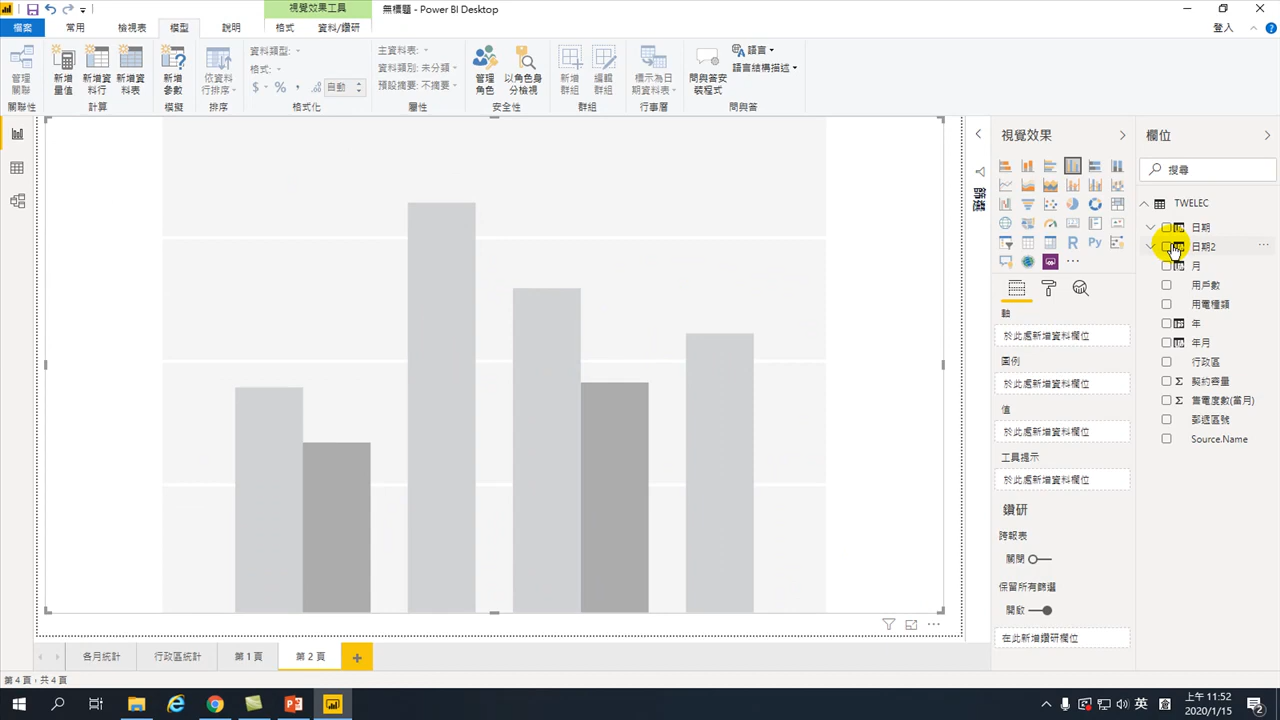 視覺效果工具
無標題 - Power BI Desktop
檔案
常用
檢視表
模型
說明
格式
資料/鑽研
登入
管理
關聯
關聯性
新增
量值
新增資
料行
新增資
料表
計算
新增
參數
模擬
依資料
行排序
排序
資料類型:
格式:
$ % ,
自動
格式化
主資料表:
資料類別: 未分類
預設摘要: 不摘要
屬性
管理
角色
以角色身
分檢視
安全性
新增
群組
編輯
群組
群組
標示為日
期資料表
行事曆
問與答安
裝程式
語言
語言結構描述
問與答
篩選
視覺效果
R
Py
軸
於此處新增資料欄位
圖例
於此處新增資料欄位
值
於此處新增資料欄位
工具提示
於此處新增資料欄位
鑽研
跨報表
關閉
保留所有篩選
開啟
在此新增鑽研欄位
欄位
搜尋
TWELEC
日期
日期2
月
用戶數
用電種類
年
年月
行政區
Σ 契約容量
Σ 售電度數(當月)
郵遞區號
Source.Name
各月統計
行政區統計
第 1 頁
第 2 頁
+
第 4 頁,共 4 頁
英
上午 11:52
2020/1/15
2